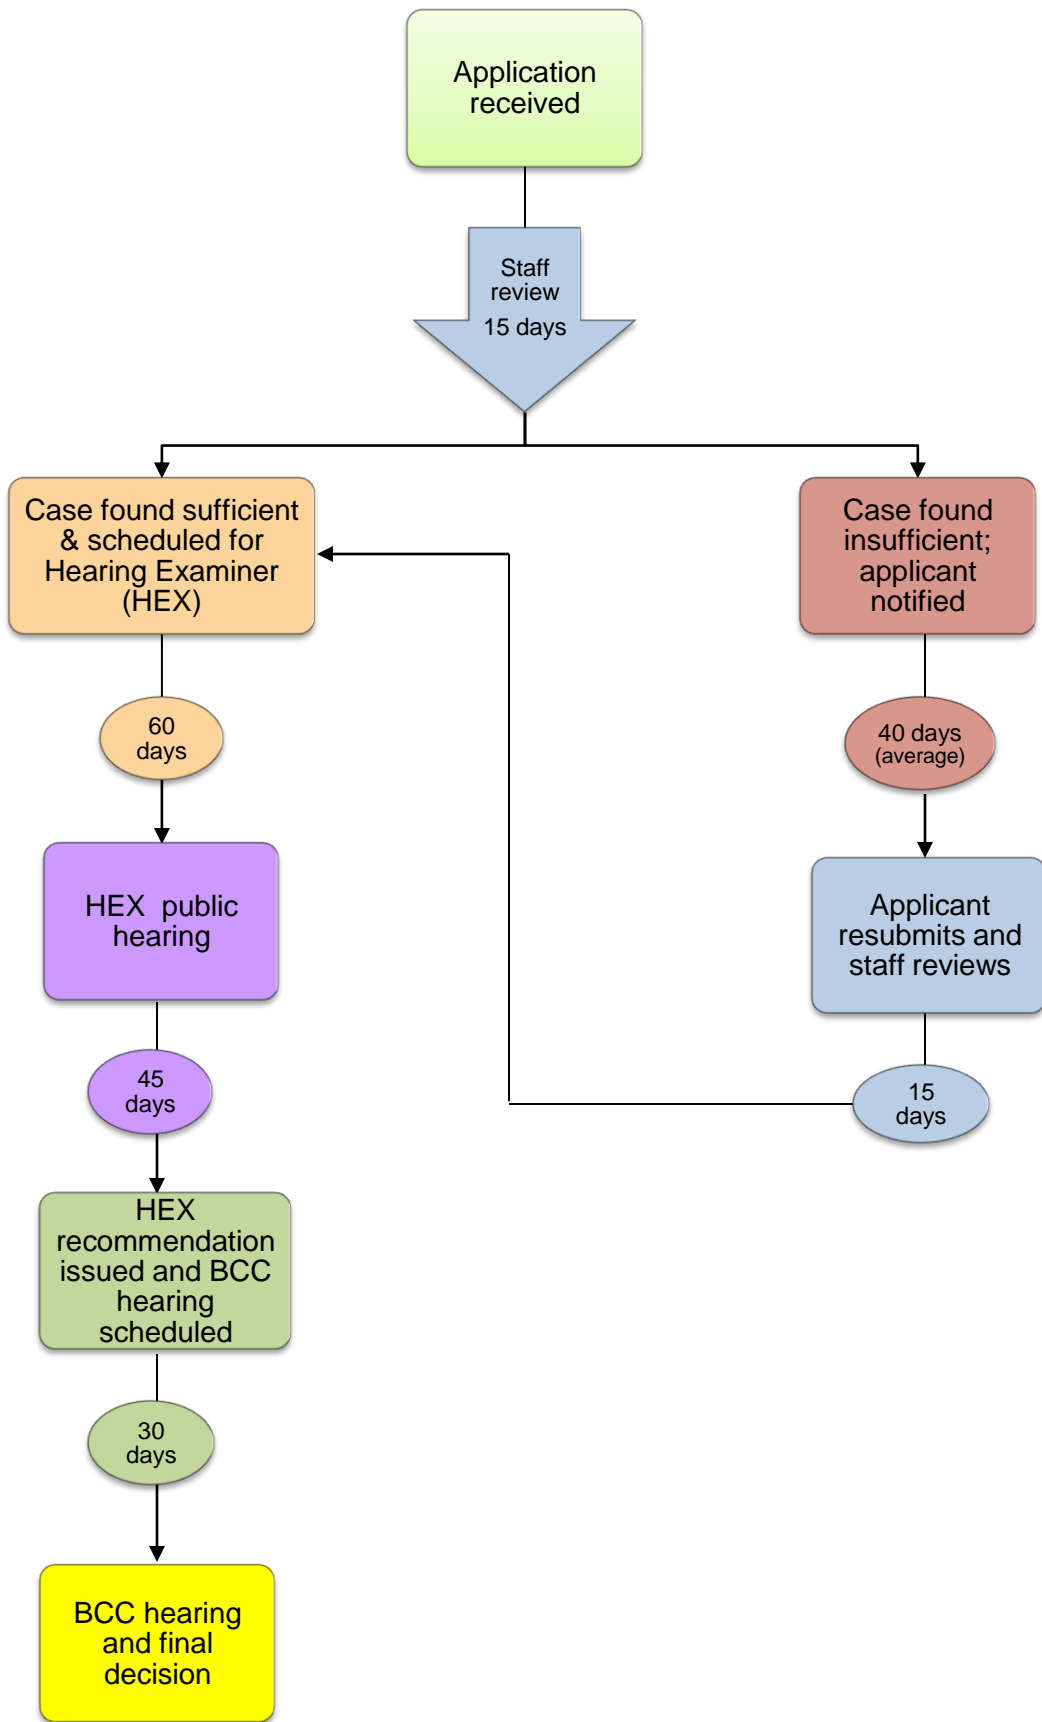 Application
received
Staff
review
15 days
Case found sufficient
& scheduled for
Hearing Examiner
(HEX)
Case found
insufficient;
applicant
notified
60
days
40 days
(average)
HEX public
hearing
Applicant
resubmits and
staff reviews
45
days
15
days
HEX
recommendation
issued and BCC
hearing
scheduled
30
days
BCC hearing
and final
decision